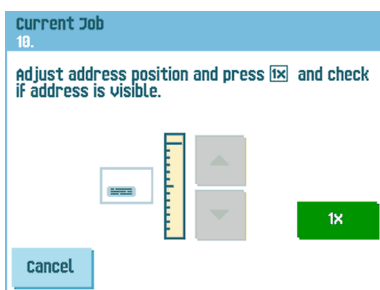 Current Job
10.
Adjust address position and press 1x and check
if address is visible.
1x
Cancel